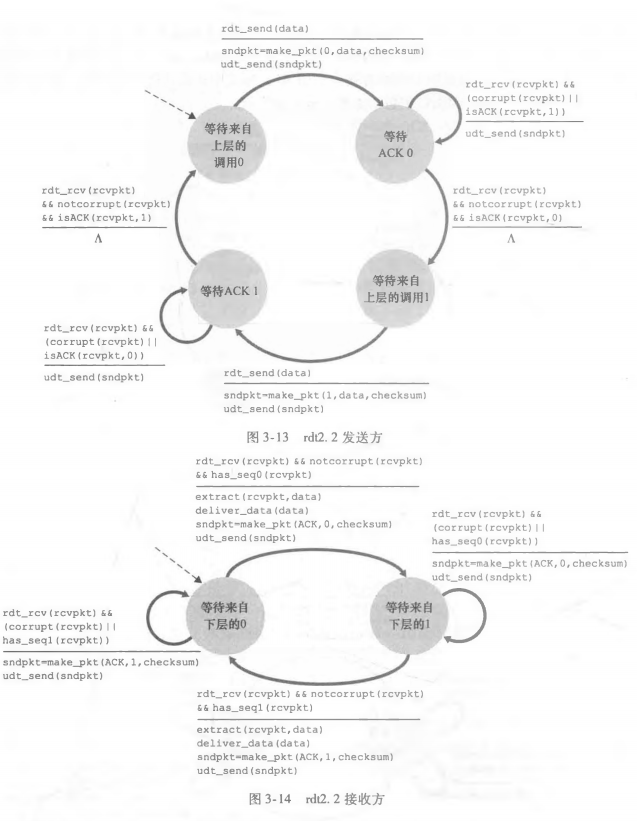 rdt_send(data)
sndpkt=make_pkt(0,data,checksum)
udt_send(sndpkt)
rdt_rcv(rcvpkt) &&
(corrupt(rcvpkt)||
isACK(rcvpkt,1))
udt_send(sndpkt)
等待来自
上层的
调用0
等待
ACK 0
rdt_rcv(rcvpkt)
&& notcorrupt(rcvpkt)
&& isACK(rcvpkt,1)
Λ
rdt_rcv(rcvpkt)
&& notcorrupt(rcvpkt)
&& isACK(rcvpkt,0)
Λ
等待ACK 1
等待来自
上层的调用1
rdt_rcv(rcvpkt) &&
(corrupt(rcvpkt)||
isACK(rcvpkt,0))
udt_send(sndpkt)
rdt_send(data)
sndpkt=make_pkt(1,data,checksum)
udt_send(sndpkt)
图 3-13 rdt2. 2 发送方
rdt_rcv(rcvpkt) && notcorrupt(rcvpkt)
&& has_seq0(rcvpkt)
extract(rcvpkt,data)
deliver_data(data)
sndpkt=make_pkt(ACK,0,checksum)
udt_send(sndpkt)
rdt_rcv(rcvpkt) &&
(corrupt(rcvpkt)||
has_seq0(rcvpkt))
sndpkt=make_pkt(ACK,0,checksum)
udt_send(sndpkt)
等待来自
下层的0
等待来自
下层的1
rdt_rcv(rcvpkt) &&
(corrupt(rcvpkt)||
has_seq1(rcvpkt))
sndpkt=make_pkt(ACK,1,checksum)
udt_send(sndpkt)
rdt_rcv(rcvpkt) && notcorrupt(rcvpkt)
&& has_seq1(rcvpkt)
extract(rcvpkt,data)
deliver_data(data)
sndpkt=make_pkt(ACK,1,checksum)
udt_send(sndpkt)
图 3-14 rdt2. 2 接收方